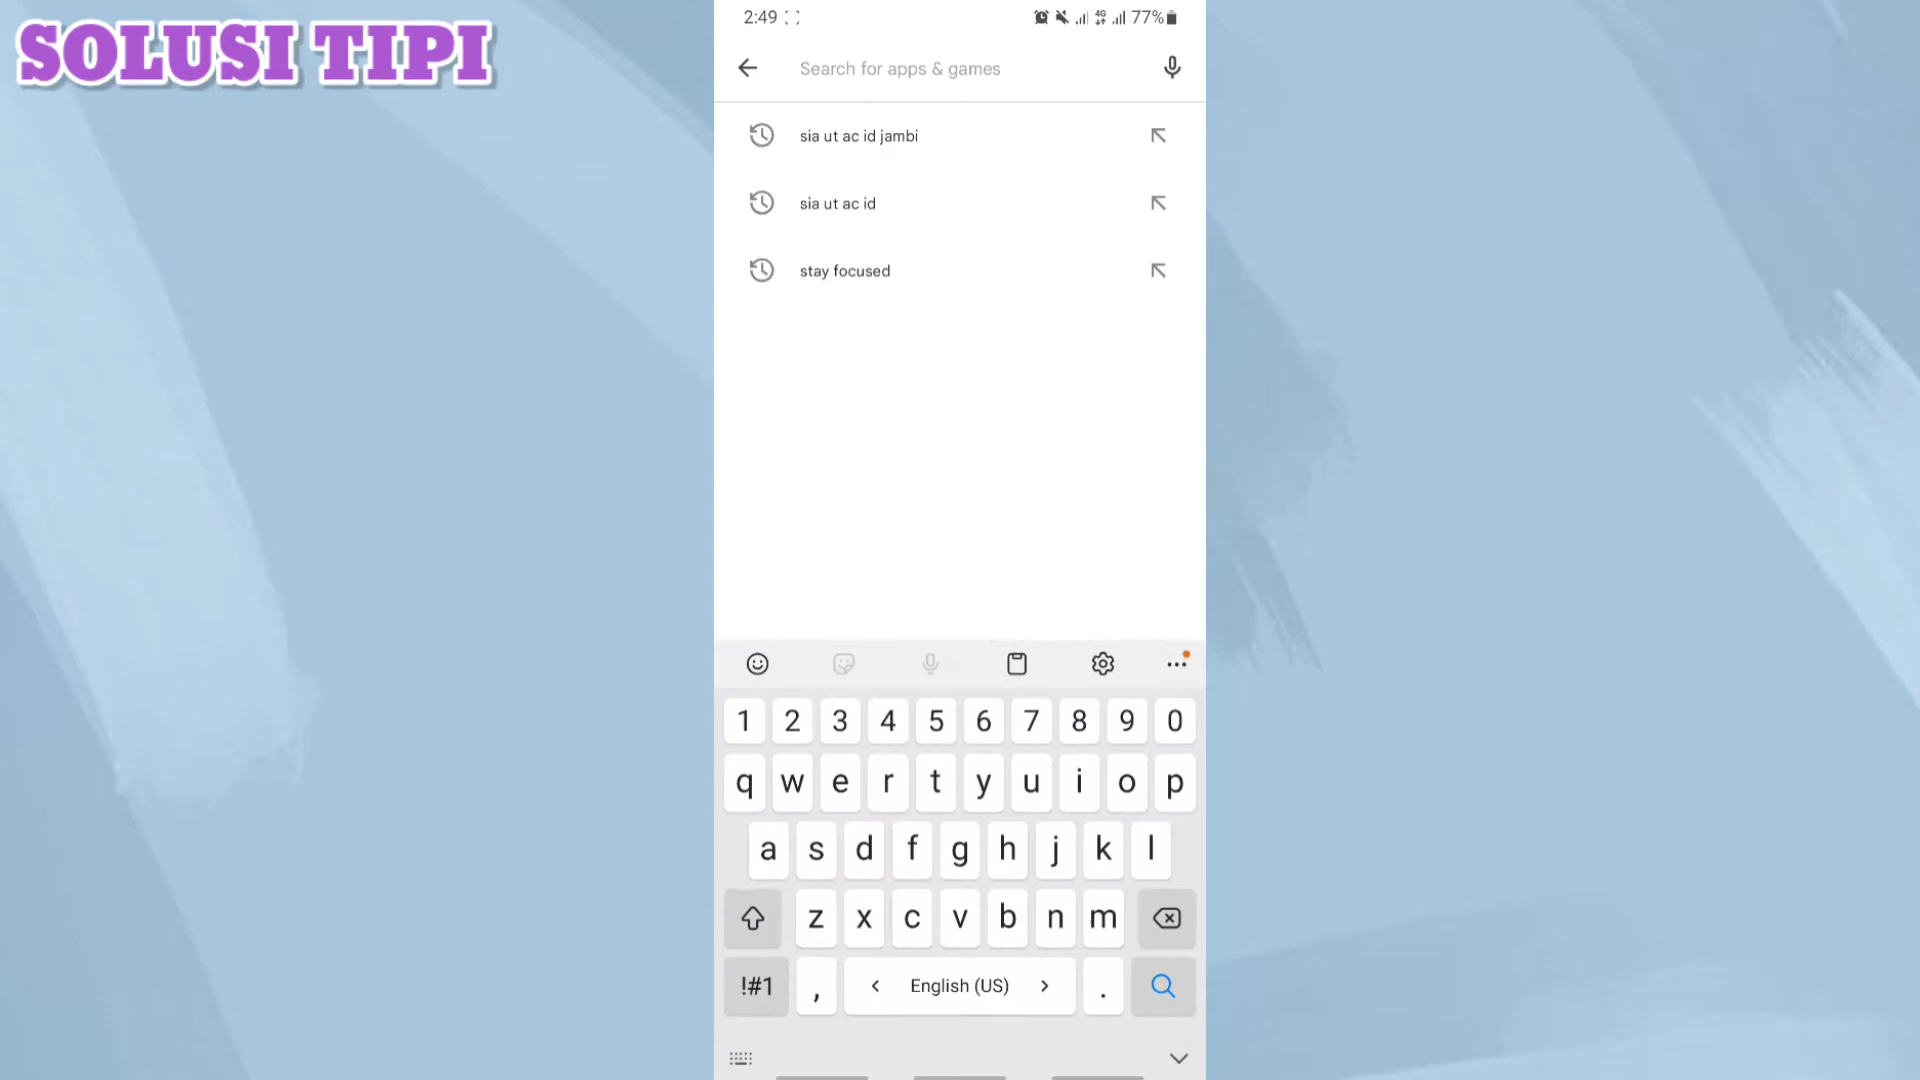 SOLUSI TIPI
2:49 4G 77%
Search for apps & games
sia ut ac id jambi
sia ut ac id
stay focused
1 2 3 4 5 6 7 8 9 0
q w e r t y u i o p
a s d f g h j k l
z x c v b n m
!#1 , < English (US) > .